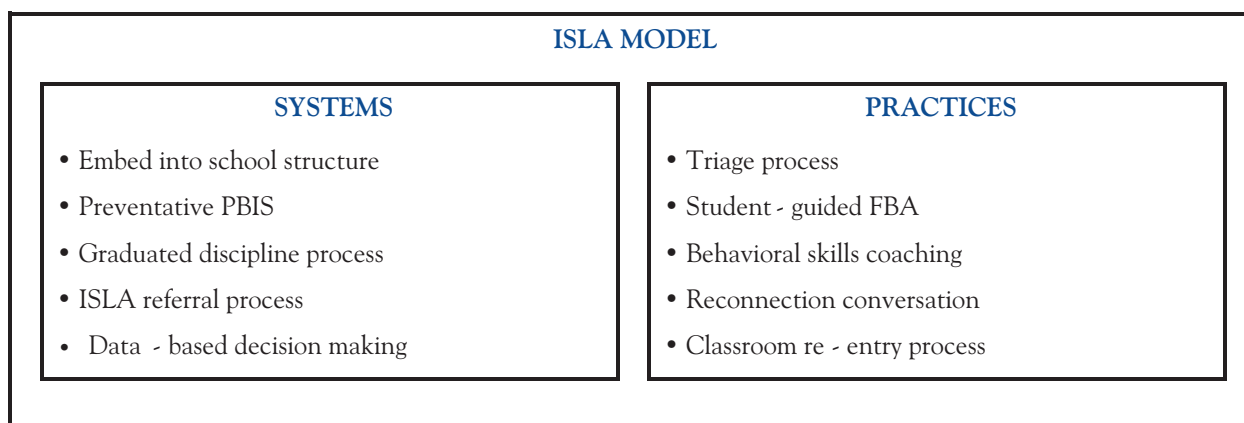 ISLA MODEL
SYSTEMS
• Embed into school structure
• Preventative PBIS
• Graduated discipline process
• ISLA referral process
• Data - based decision making
PRACTICES
• Triage process
• Student - guided FBA
• Behavioral skills coaching
• Reconnection conversation
• Classroom re - entry process